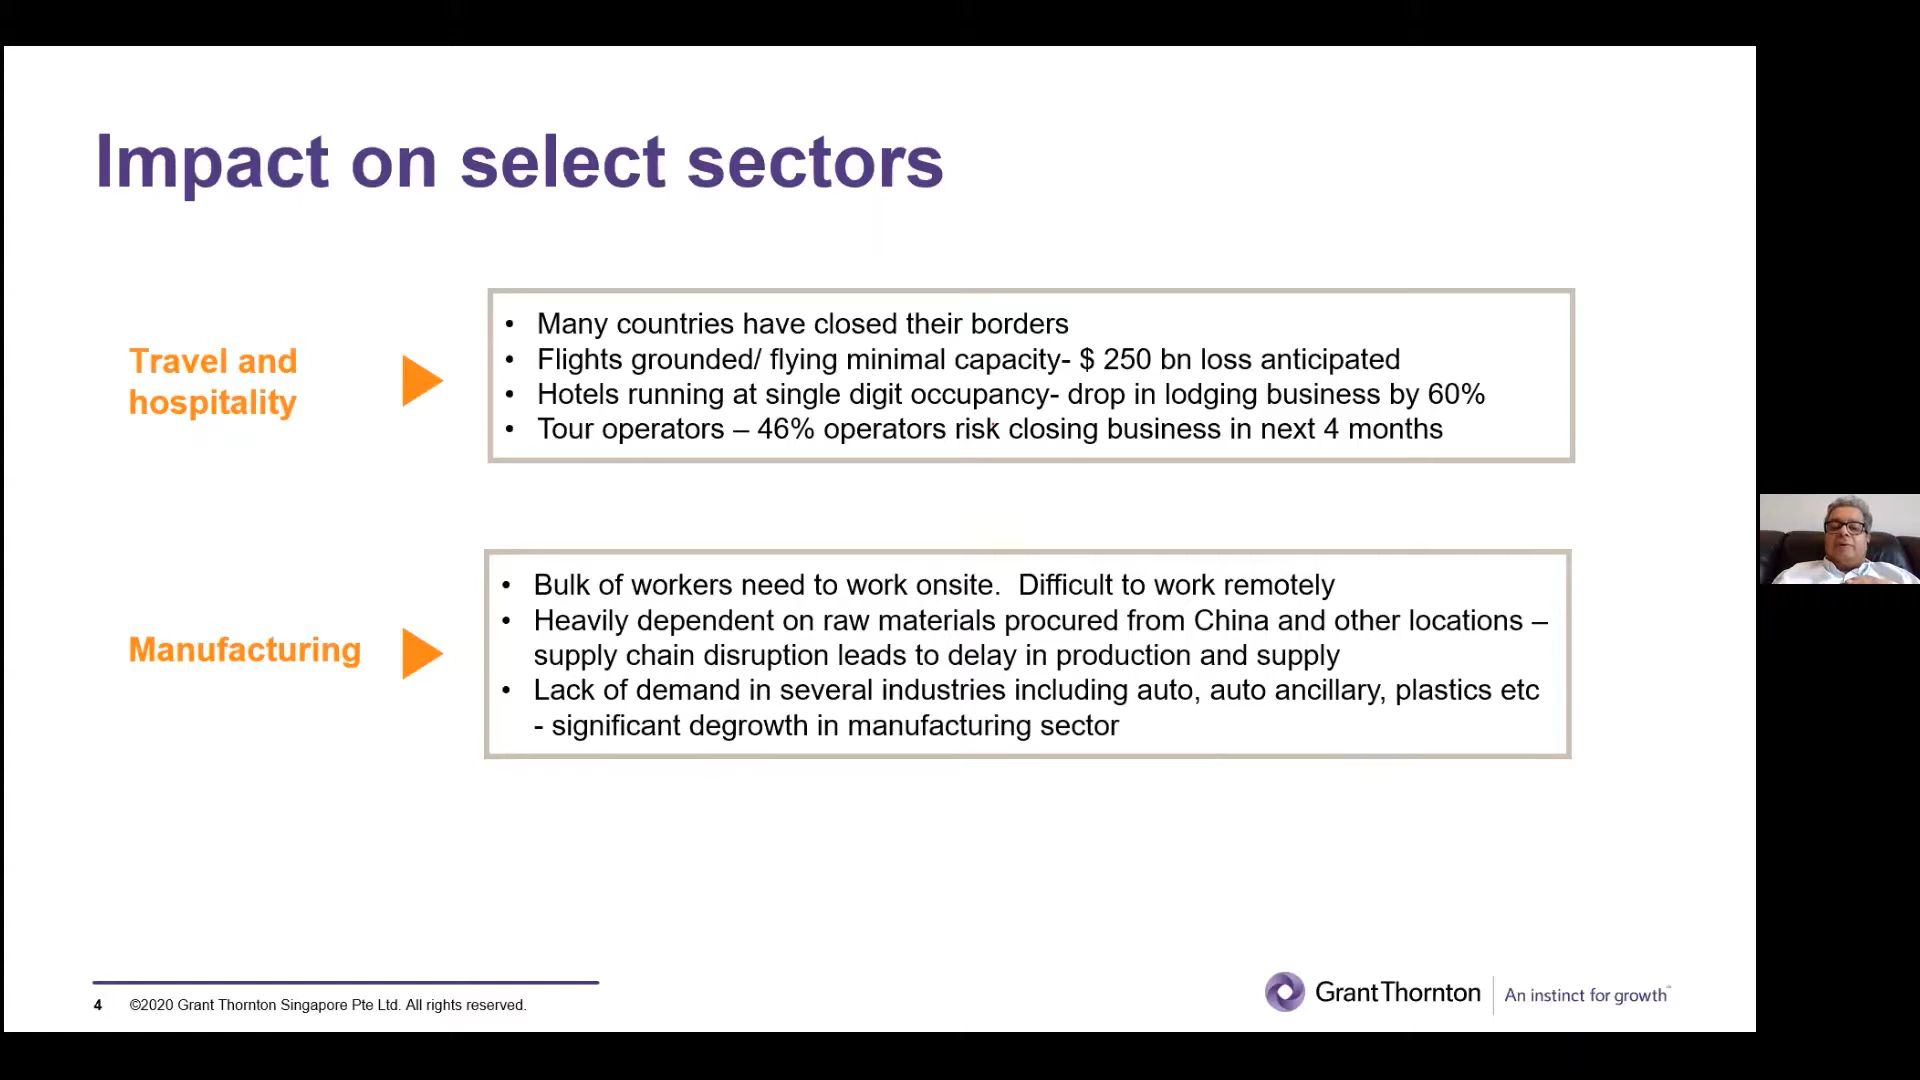 Impact on select sectors
Travel and
hospitality
• Many countries have closed their borders
• Flights grounded/ flying minimal capacity- $ 250 bn loss anticipated
• Hotels running at single digit occupancy- drop in lodging business by 60%
• Tour operators – 46% operators risk closing business in next 4 months
Manufacturing
• Bulk of workers need to work onsite.  Difficult to work remotely
• Heavily dependent on raw materials procured from China and other locations –
supply chain disruption leads to delay in production and supply
• Lack of demand in several industries including auto, auto ancillary, plastics etc
- significant degrowth in manufacturing sector
4 ©2020 Grant Thornton Singapore Pte Ltd. All rights reserved.
Grant Thornton
An instinct for growth™